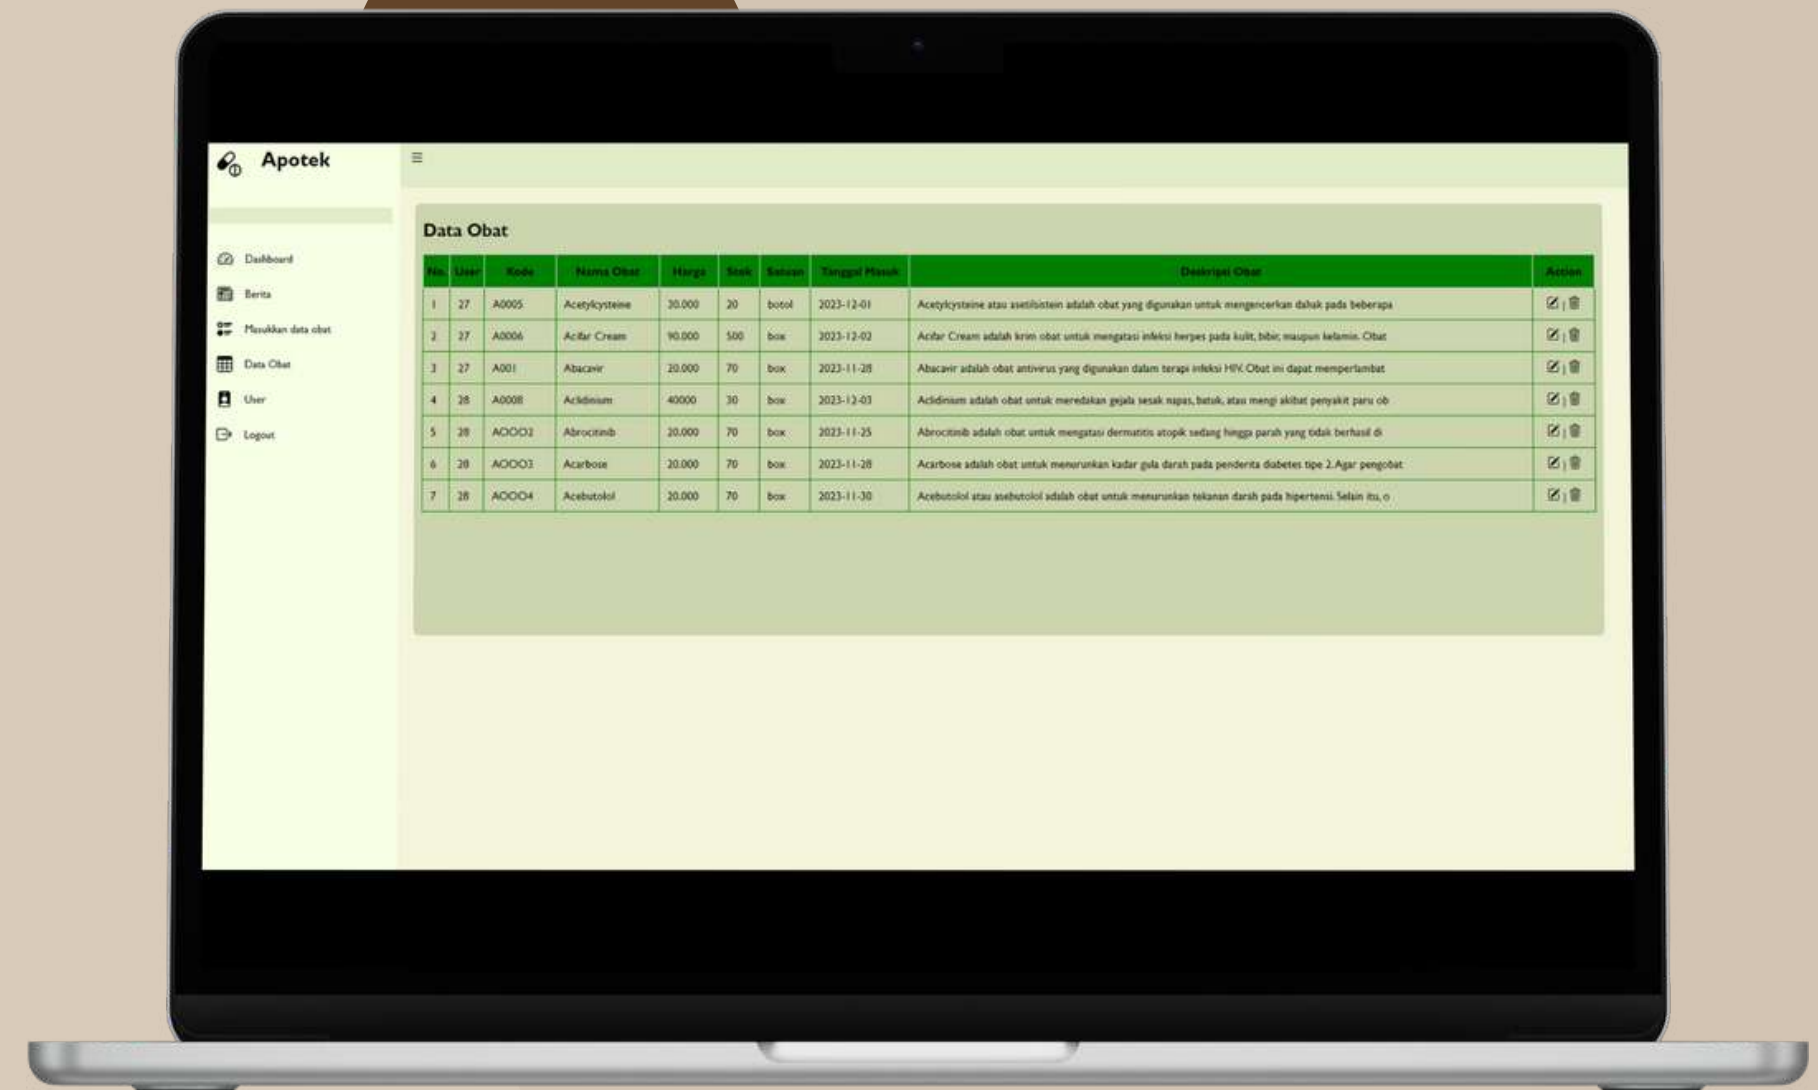 Apotek
Dashboard
Berita
Masukkan data obat
Data Obat
User
Logout
Data Obat
No. User Kode Nama Obat Harga Stok Satuan Tanggal Masuk Deskripsi Obat Action
1 27 A0005 Acetylcysteine 30.000 20 botol 2023-12-01 Acetylcysteine atau asetilsistein adalah obat yang digunakan untuk mengencerkan dahak pada beberapa |
2 27 A0006 Acifar Cream 90.000 500 box 2023-12-02 Acifar Cream adalah krim obat untuk mengatasi infeksi herpes pada kulit, bibir, maupun kelamin. Obat |
3 27 A001 Abacavir 20.000 70 box 2023-11-28 Abacavir adalah obat antivirus yang digunakan dalam terapi infeksi HIV. Obat ini dapat memperlambat |
4 28 A0008 Aclidinium 40000 30 box 2023-12-03 Aclidinium adalah obat untuk meredakan gejala sesak napas, batuk, atau mengi akibat penyakit paru ob |
5 28 AOOO2 Abrocitinib 20.000 70 box 2023-11-25 Abrocitinib adalah obat untuk mengatasi dermatitis atopik sedang hingga parah yang tidak berhasil di |
6 28 AOOO3 Acarbose 20.000 70 box 2023-11-28 Acarbose adalah obat untuk menurunkan kadar gula darah pada penderita diabetes tipe 2. Agar pengobat |
7 28 AOOO4 Acebutolol 20.000 70 box 2023-11-30 Acebutolol atau asebutolol adalah obat untuk menurunkan tekanan darah pada hipertensi. Selain itu, o |